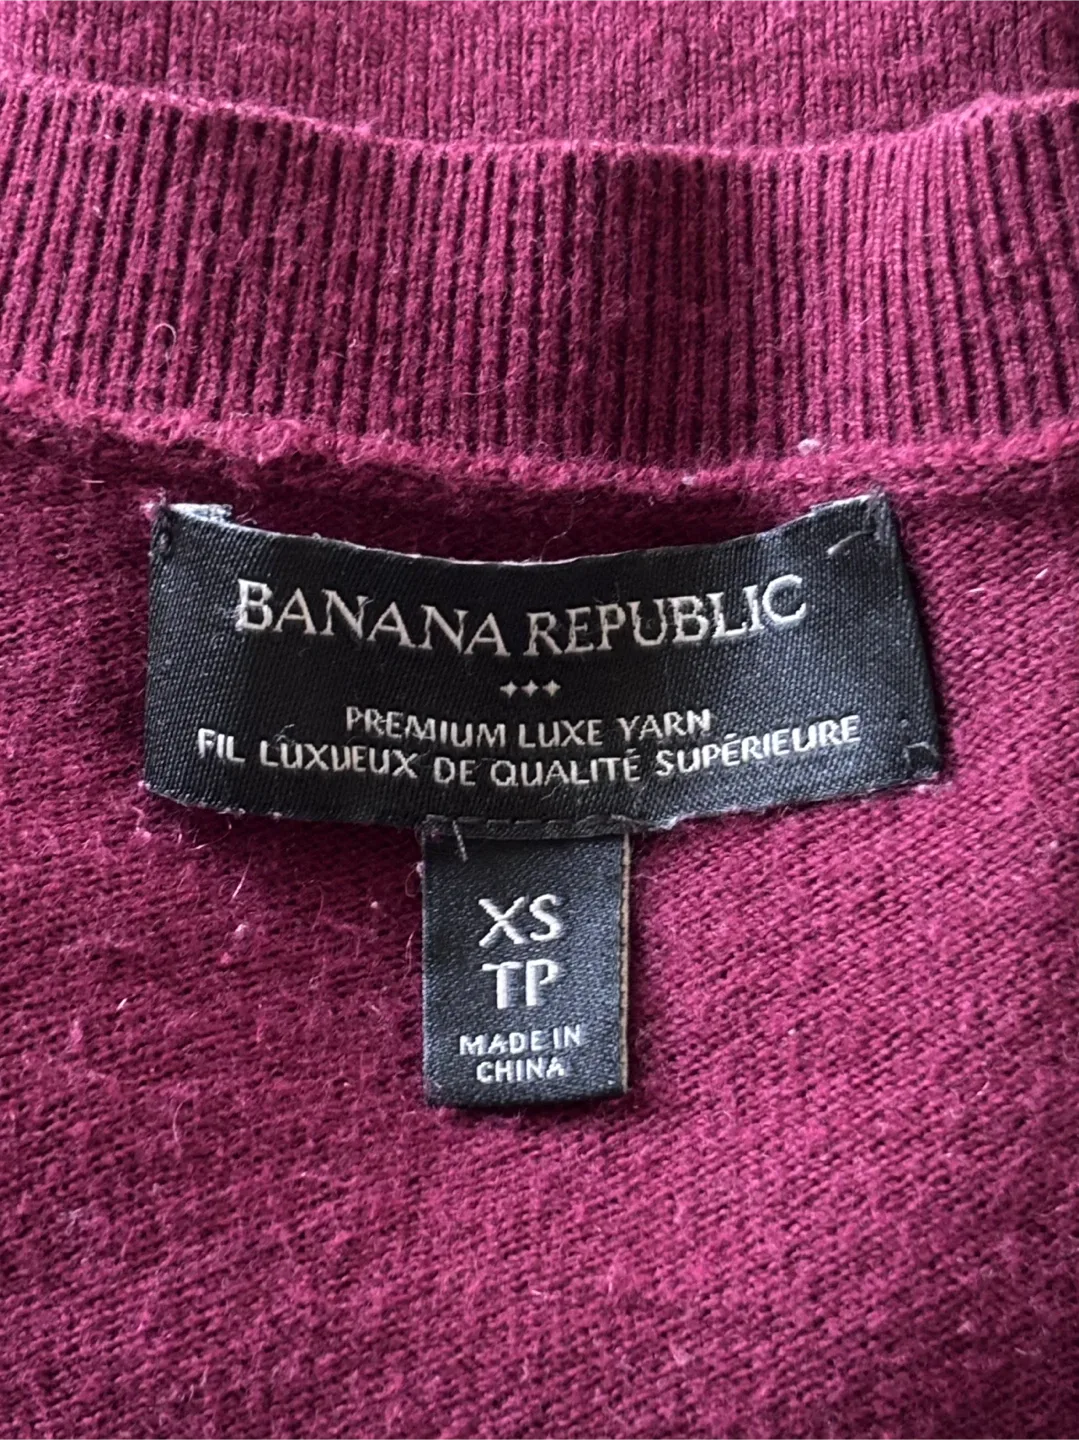 BANANA REPUBLIC
PREMIUM LUXE YARN
FIL LUXUEUX DE QUALITÉ SUPÉRIEURE
XS
TP
MADE IN
CHINA